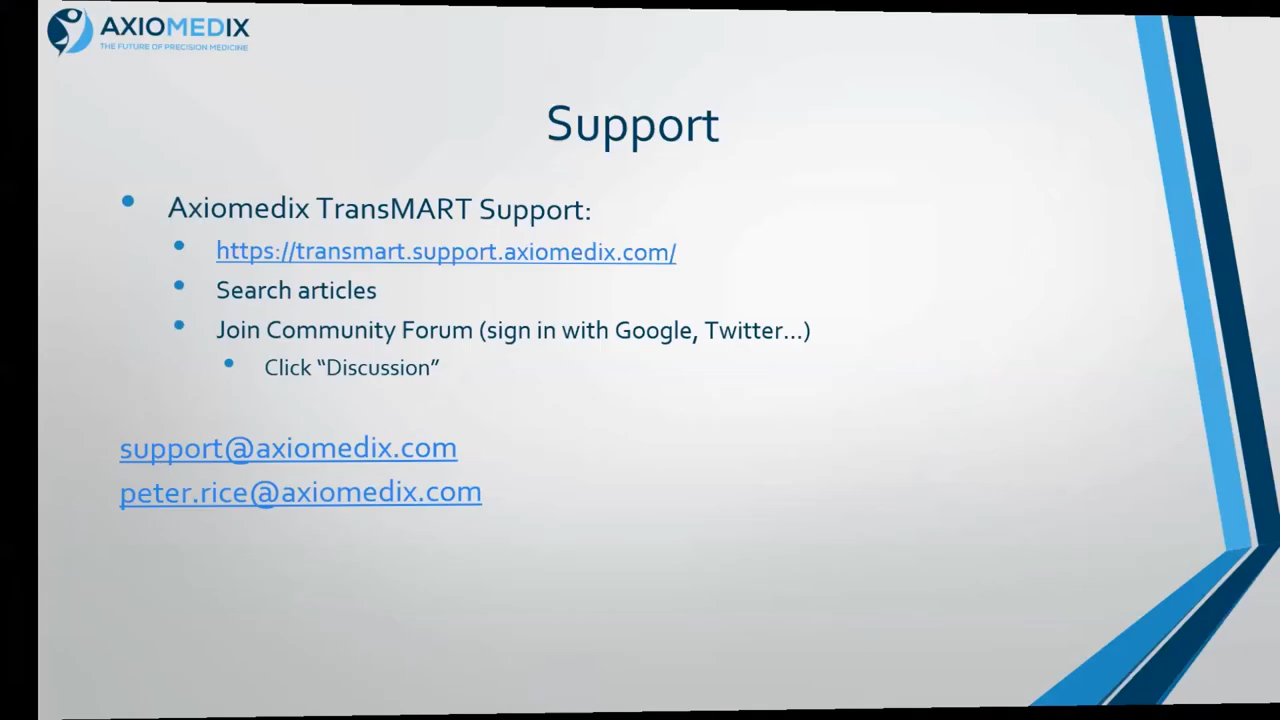 AXIOMEDIX
THE FUTURE OF PRECISION MEDICINE
Support
Axiomedix TransMART Support:
https://transmart.support.axiomedix.com/
Search articles
Join Community Forum (sign in with Google, Twitter...)
Click “Discussion”
support@axiomedix.com
peter.rice@axiomedix.com